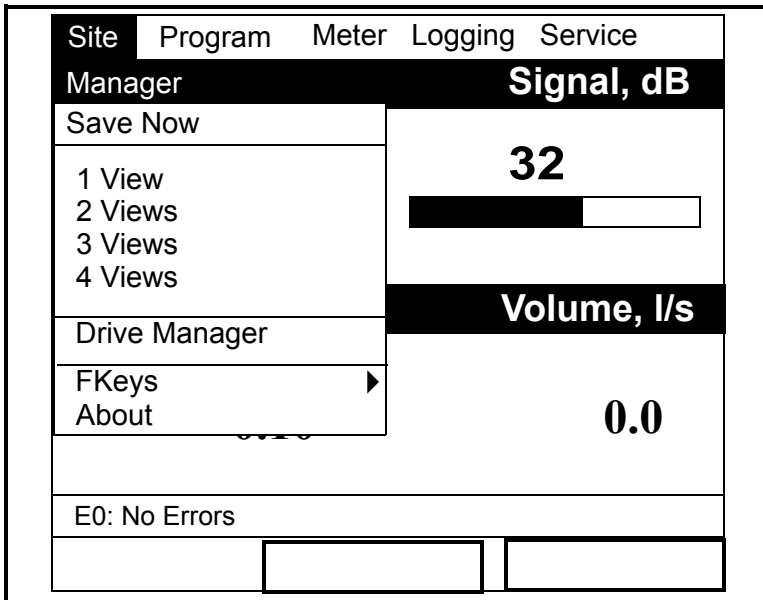 Site Program Meter Logging Service
Manager Signal, dB
Save Now
32
1 View
2 Views
3 Views
4 Views
Volume, l/s
Drive Manager
FKeys
About 0.0
E0: No Errors